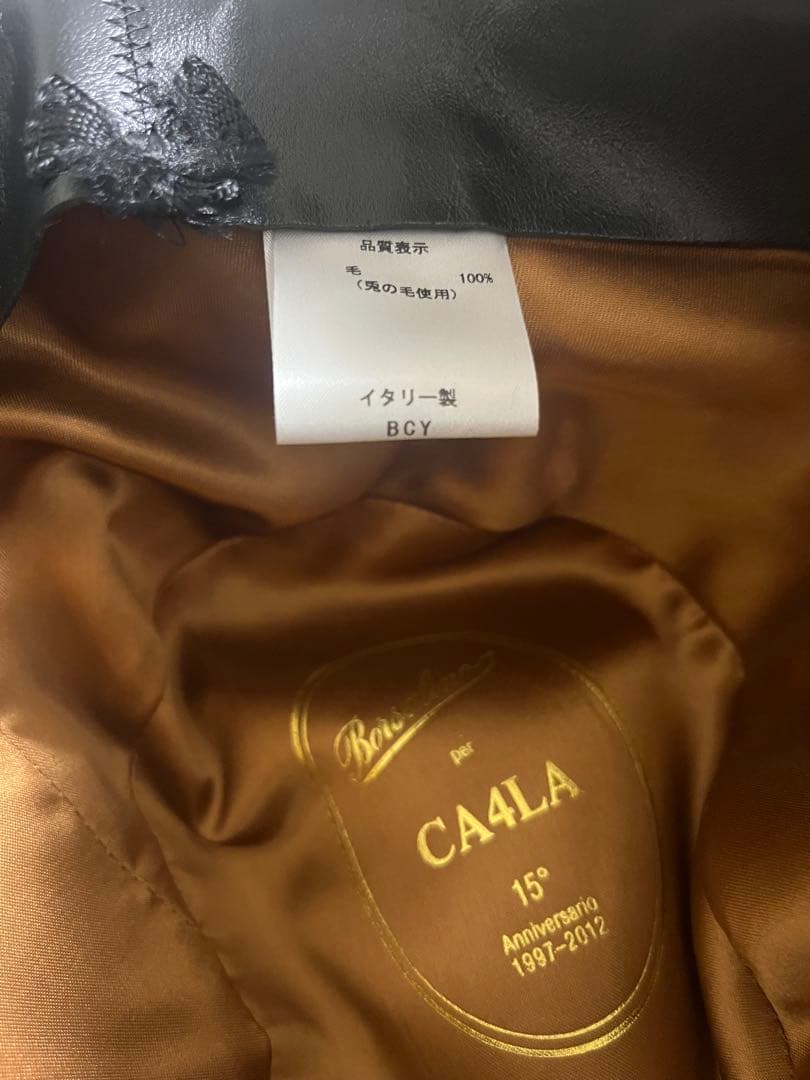 品質表示
毛 100%
(兎の毛使用)
イタリー製
BCY
Borsalino
per
CA4LA
15°
Anniversario
1997-2012